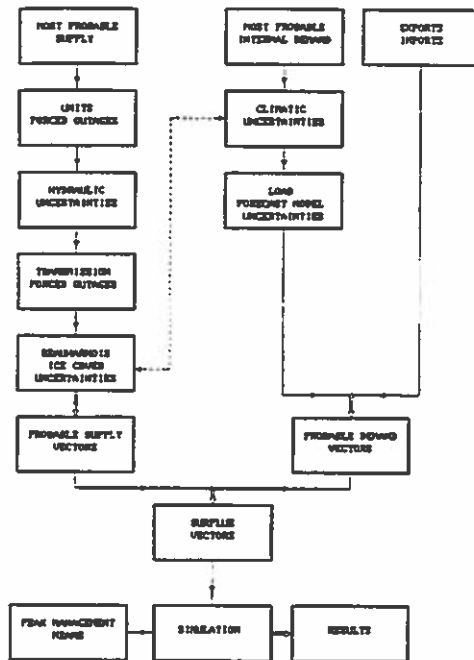 MOST PROBABLE
SUPPLY
MOST PROBABLE
INTERNAL DEMAND
EXPORTS
IMPORTS
UNITS
FORCED OUTAGES
CLIMATIC
UNCERTAINTIES
HYDRAULIC
UNCERTAINTIES
LOAD
FORECAST MODEL
UNCERTAINTIES
TRANSMISSION
FORCED OUTAGES
BEAUHARNOIS
ICE COVER
UNCERTAINTIES
PROBABLE SUPPLY
VECTORS
PROBABLE DEMAND
VECTORS
SURPLUS
VECTORS
PEAK MANAGEMENT
MEANS
SIMULATION
RESULTS